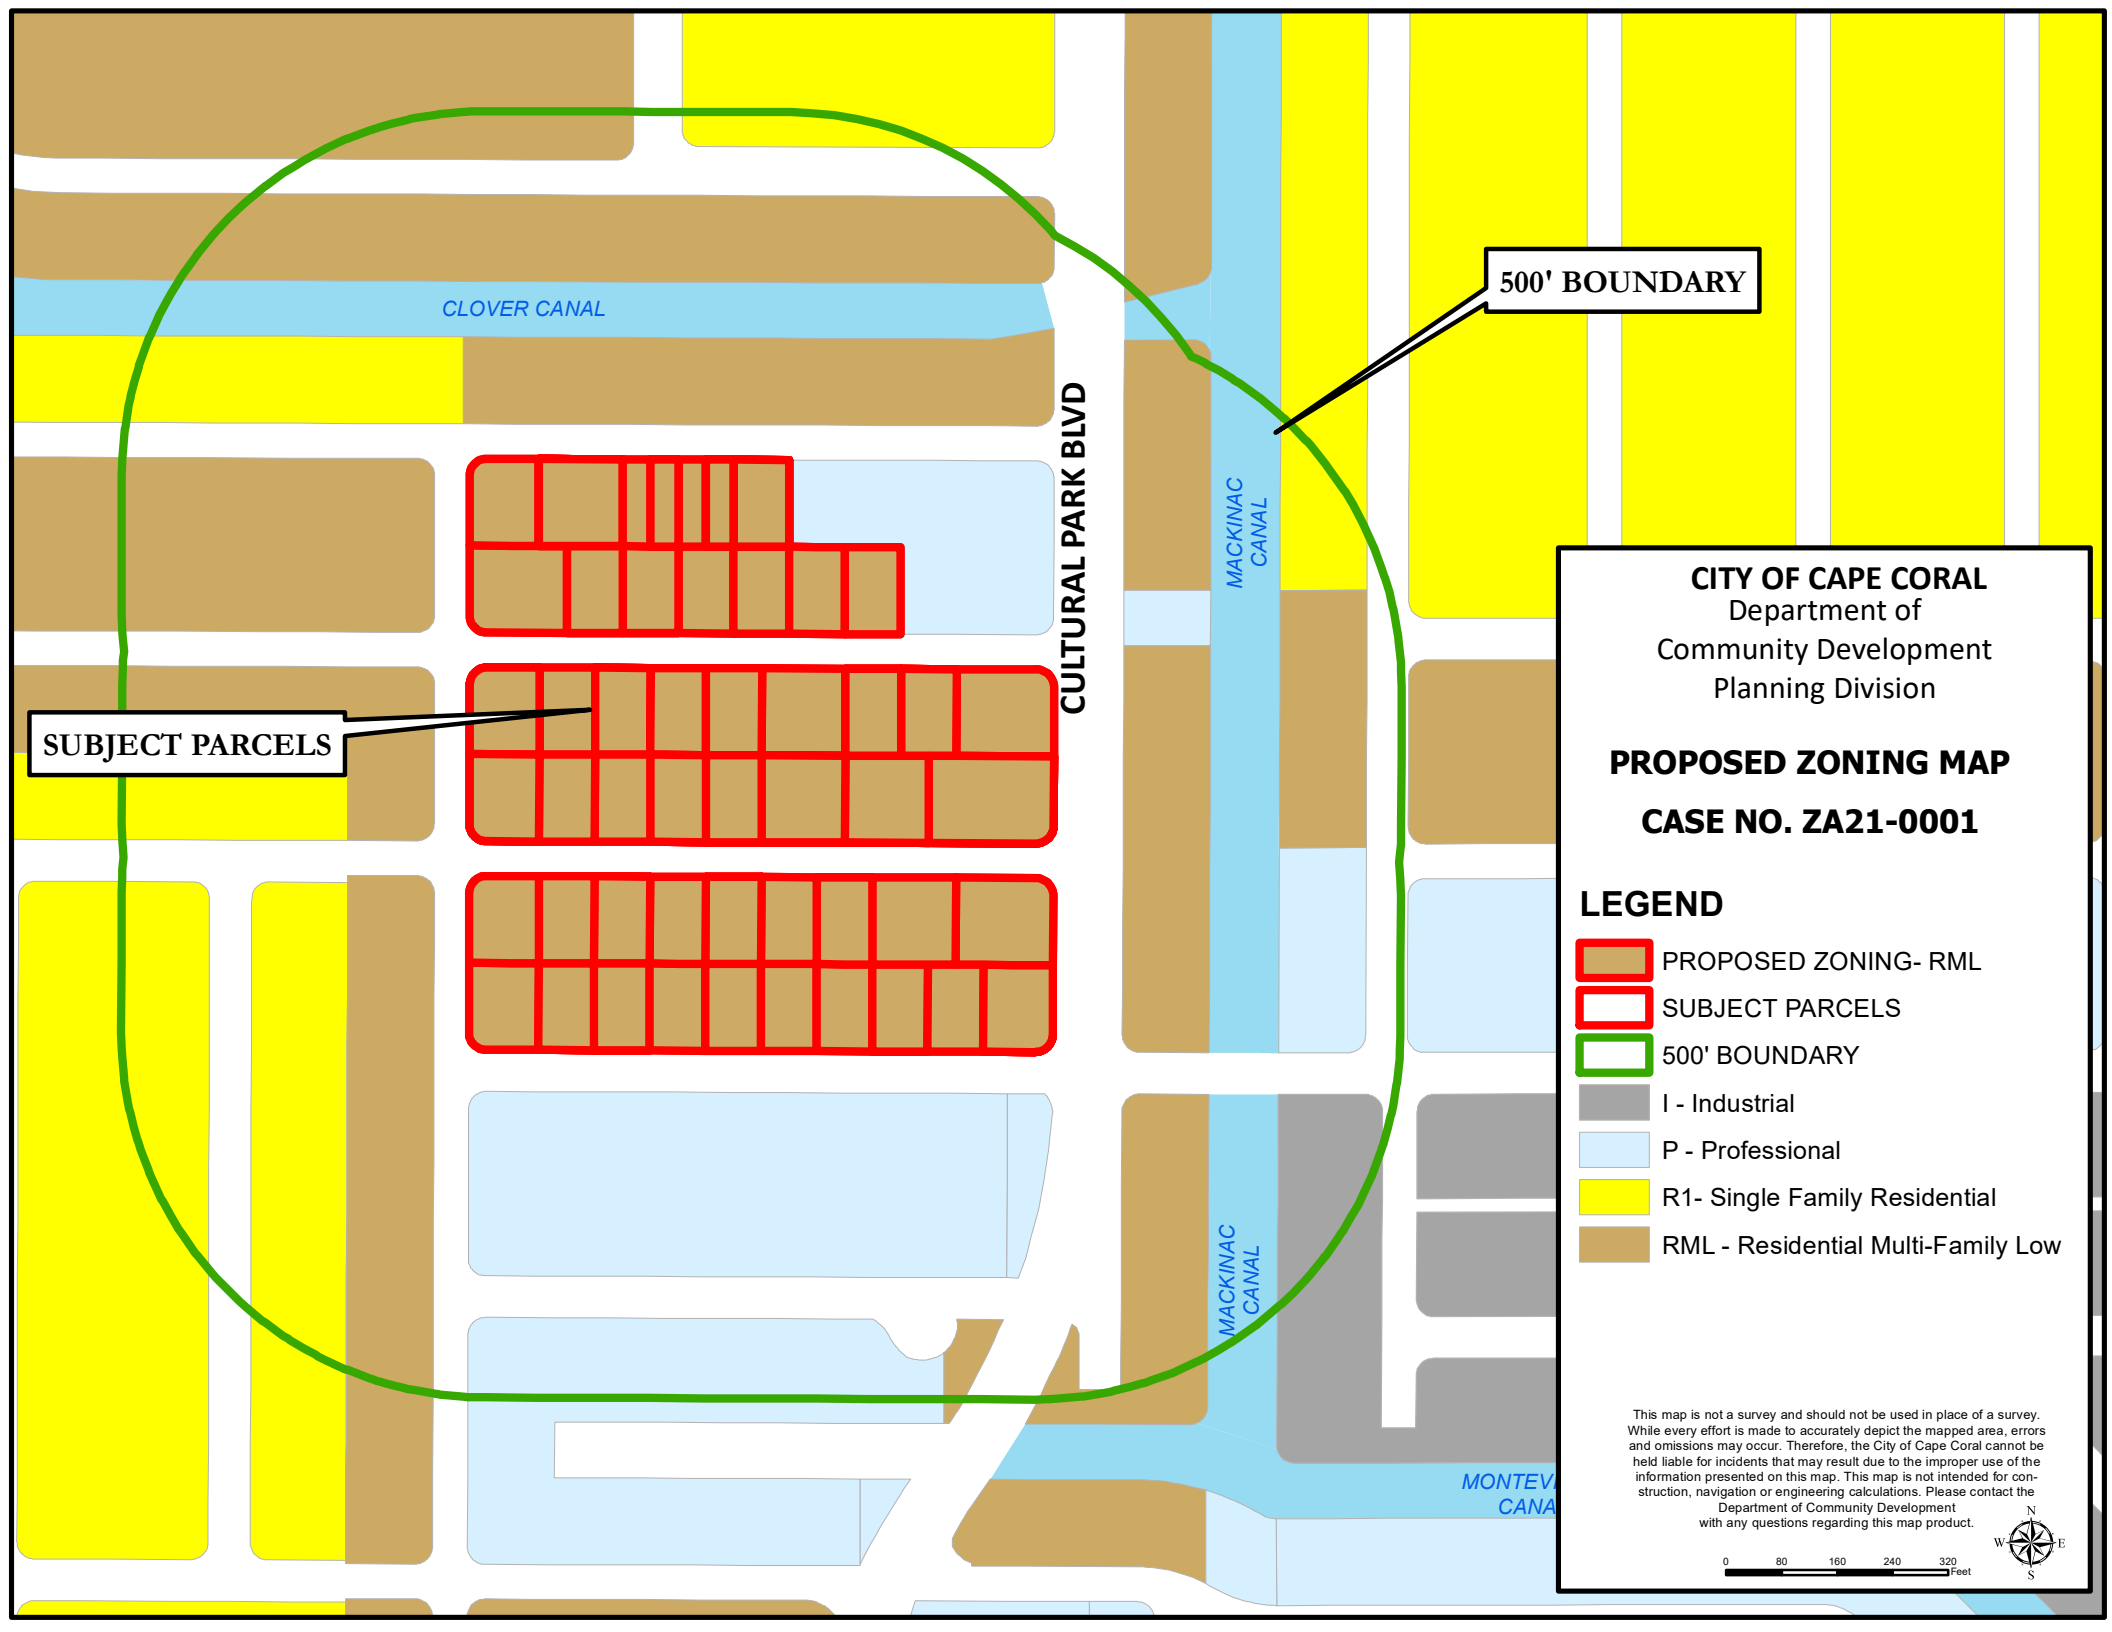 CLOVER CANAL
500' BOUNDARY
CULTURAL PARK BLVD
MACKINAC
CANAL
SUBJECT PARCELS
MACKINAC
CANAL
MONTEV
CANA
CITY OF CAPE CORAL
Department of
Community Development
Planning Division
PROPOSED ZONING MAP
CASE NO. ZA21-0001
LEGEND
PROPOSED ZONING- RML
SUBJECT PARCELS
500' BOUNDARY
I - Industrial
P - Professional
R1- Single Family Residential
RML - Residential Multi-Family Low
This map is not a survey and should not be used in place of a survey.
While every effort is made to accurately depict the mapped area, errors
and omissions may occur. Therefore, the City of Cape Coral cannot be
held liable for incidents that may result due to the improper use of the
information presented on this map. This map is not intended for con-
struction, navigation or engineering calculations. Please contact the
Department of Community Development
with any questions regarding this map product.
N
W E
S
0 80 160 240 320
Feet